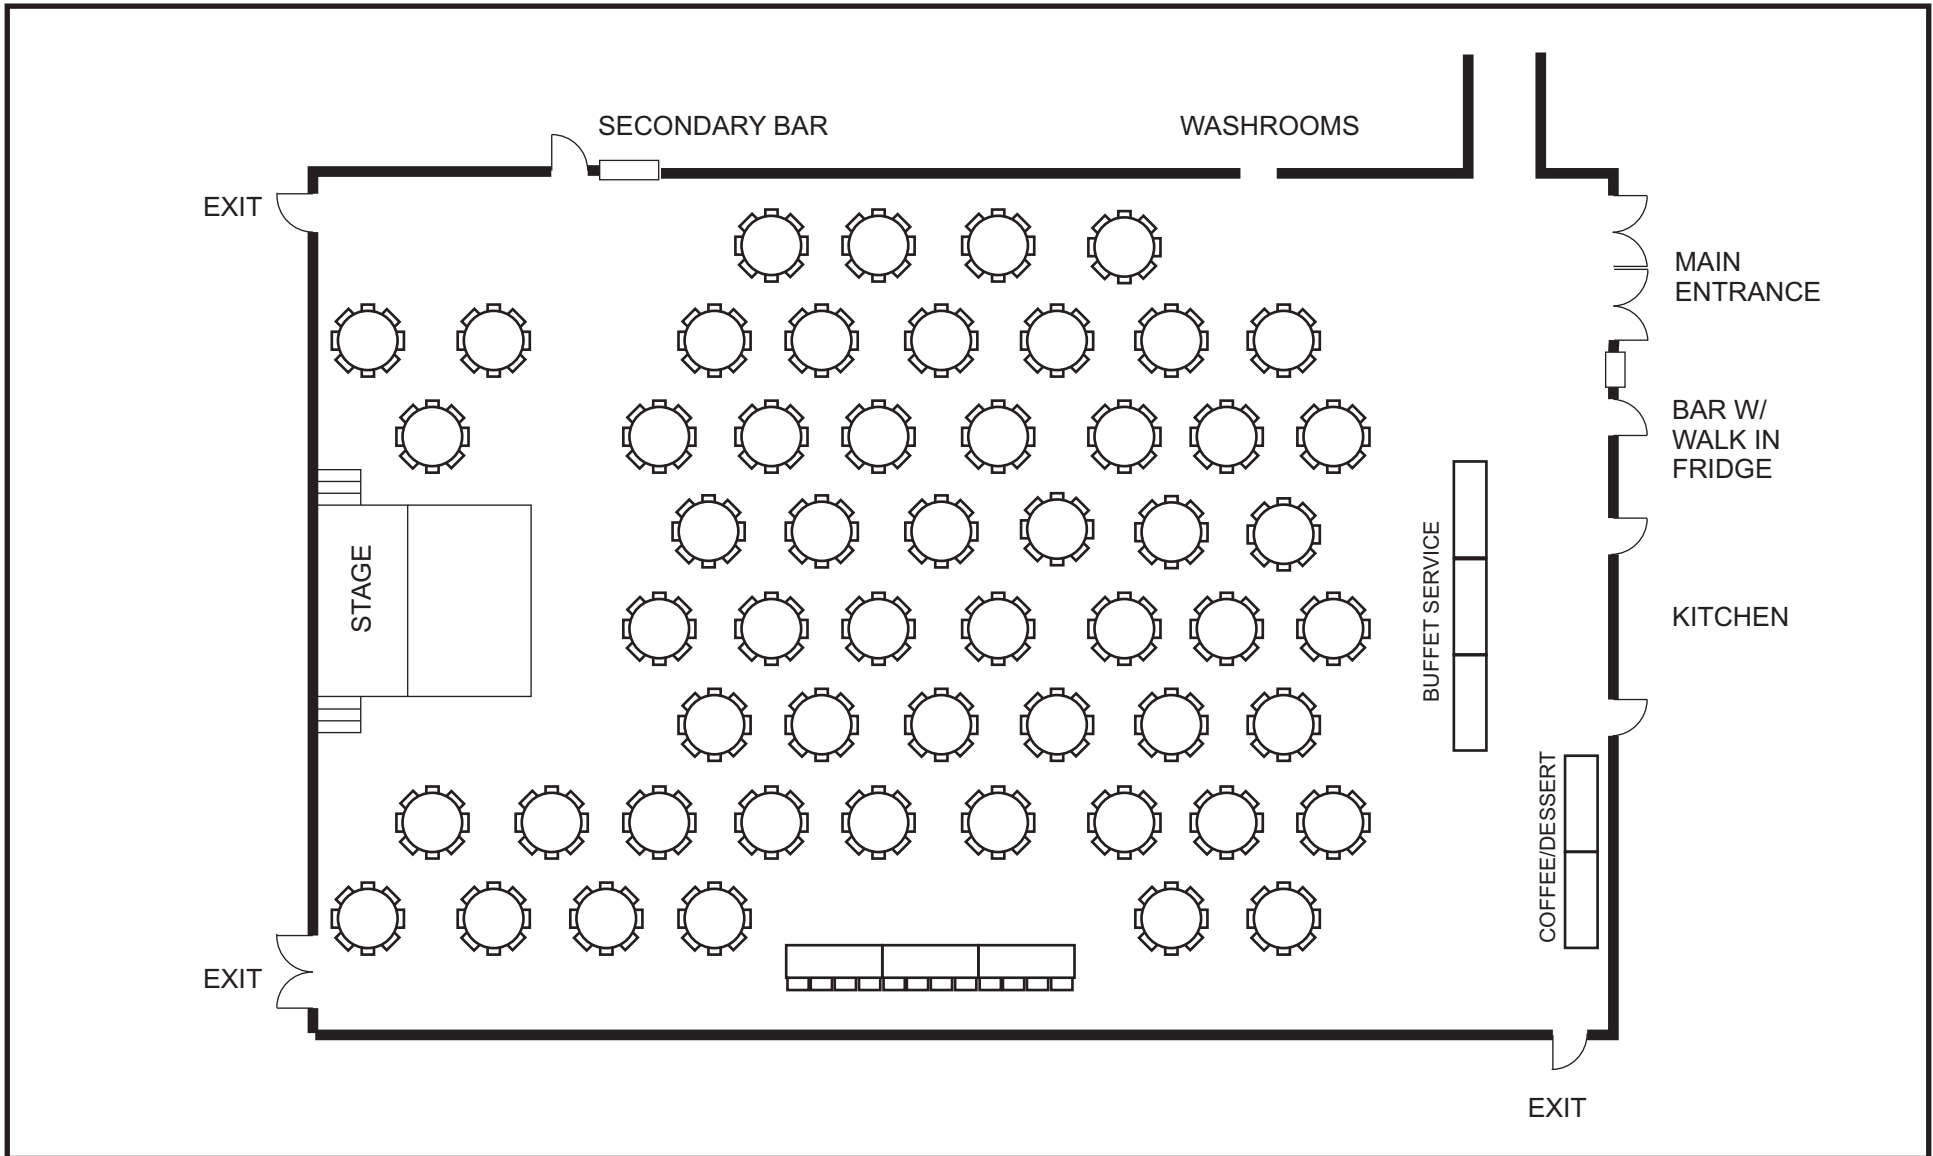 SECONDARY BAR
WASHROOMS
EXIT
MAIN
ENTRANCE
BAR W/
WALK IN
FRIDGE
STAGE
BUFFET SERVICE
KITCHEN
COFFEE/DESSERT
EXIT
EXIT